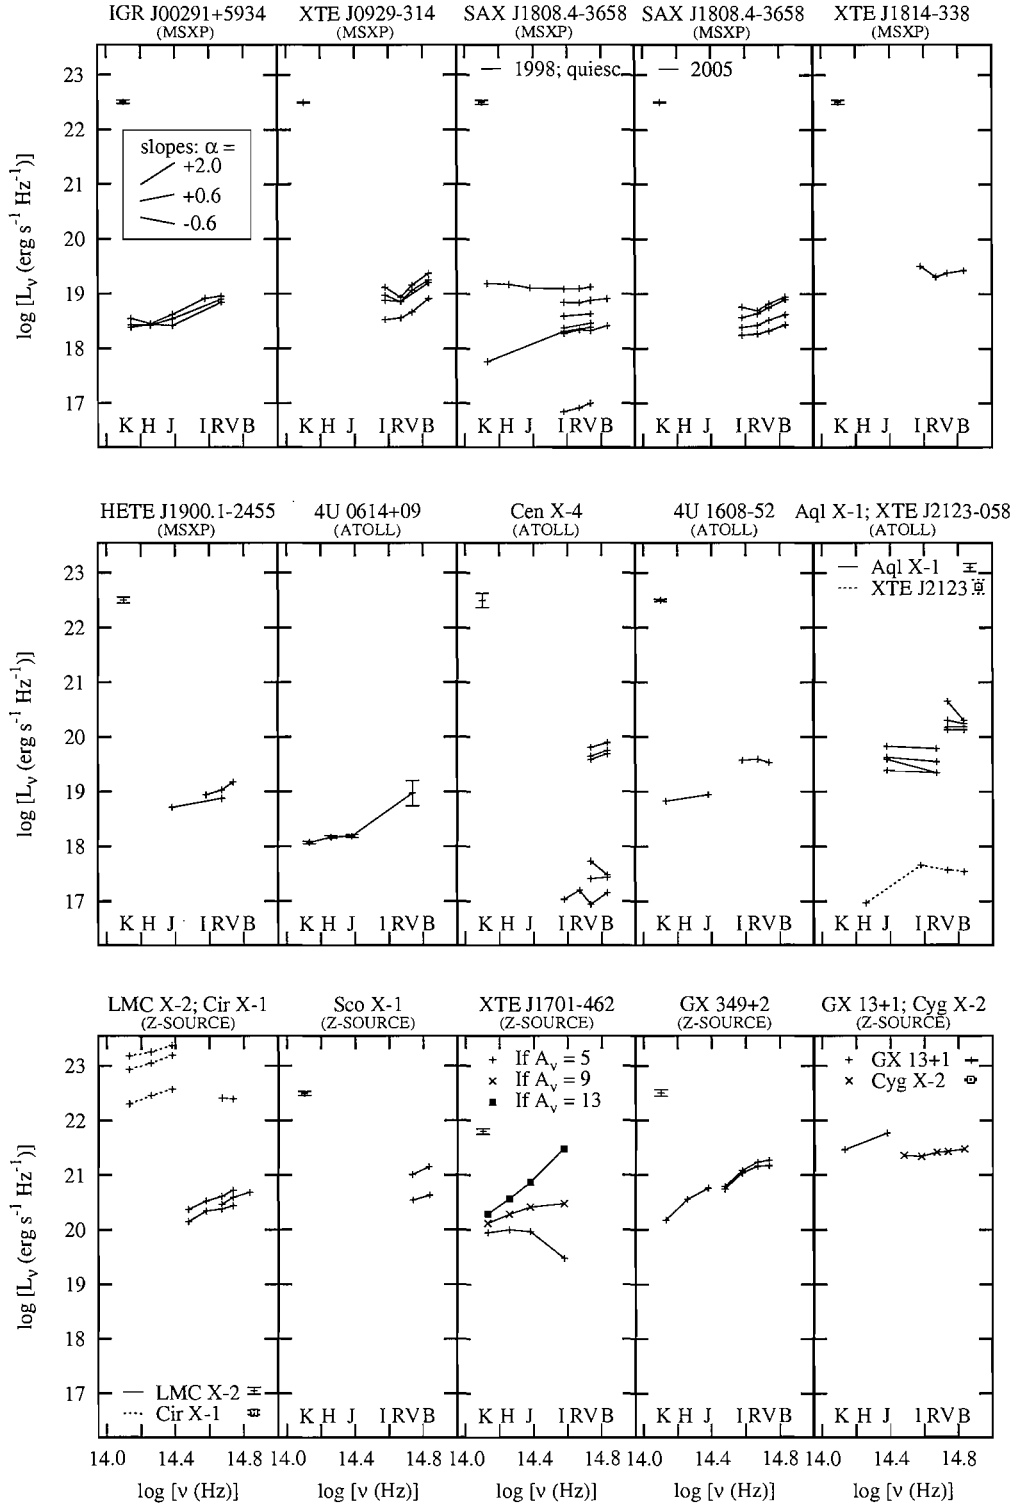 IGR J00291+5934 XTE J0929-314 SAX J1808.4-3658 SAX J1808.4-3658 XTE J1814-338
(MSXP) (MSXP) (MSXP) (MSXP) (MSXP)
23
22
21
20
19
18
17
log [Lν (erg s-1 Hz-1)]
slopes: α =
+2.0
+0.6
-0.6
1998; quiesc.
2005
K H J I R V B K H J I R V B K H J I R V B K H J I R V B K H J I R V B
HETE J1900.1-2455 4U 0614+09 Cen X-4 4U 1608-52 Aql X-1; XTE J2123-058
(MSXP) (ATOLL) (ATOLL) (ATOLL) (ATOLL)
23
22
21
20
19
18
17
log [Lν (erg s-1 Hz-1)]
Aql X-1
XTE J2123
K H J I R V B K H J I R V B K H J I R V B K H J I R V B K H J I R V B
LMC X-2; Cir X-1 Sco X-1 XTE J1701-462 GX 349+2 GX 13+1; Cyg X-2
(Z-SOURCE) (Z-SOURCE) (Z-SOURCE) (Z-SOURCE) (Z-SOURCE)
23
22
21
20
19
18
17
log [Lν (erg s-1 Hz-1)]
LMC X-2
Cir X-1
If Av = 5
If Av = 9
If Av = 13
GX 13+1
Cyg X-2
K H J I R V B K H J I R V B K H J I R V B K H J I R V B
14.0 14.4 14.8 14.0 14.4 14.8 14.0 14.4 14.8 14.0 14.4 14.8 14.0 14.4 14.8
log [ν (Hz)] log [ν (Hz)] log [ν (Hz)] log [ν (Hz)] log [ν (Hz)]